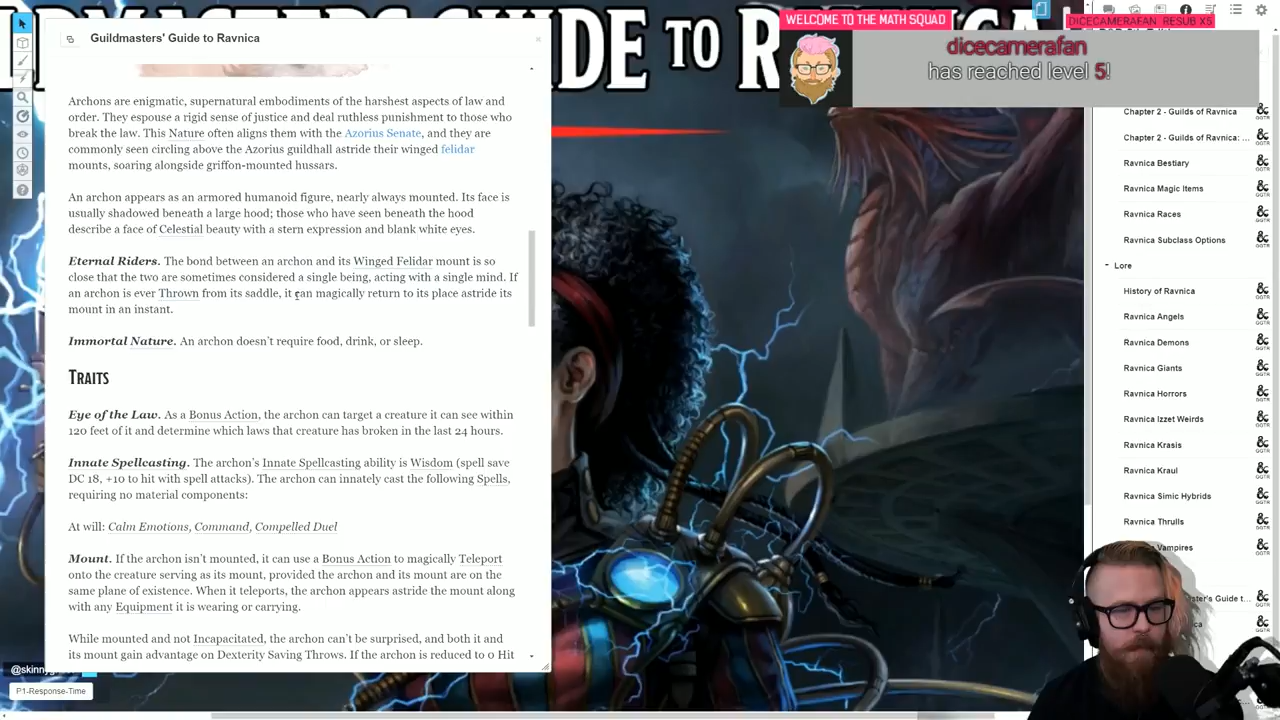 GUILDMASTERS' GUIDE TO RAVNICA
WELCOME TO THE MATH SQUAD
DICECAMERAFAN RESUB X5
dicecamerafan
has reached level 5!
Guildmasters' Guide to Ravnica
Archons are enigmatic, supernatural embodiments of the harshest aspects of law and
order. They espouse a rigid sense of justice and deal ruthless punishment to those who
break the law. This Nature often aligns them with the Azorius Senate, and they are
commonly seen circling above the Azorius guildhall astride their winged felidar
mounts, soaring alongside griffon-mounted hussars.
An archon appears as an armored humanoid figure, nearly always mounted. Its face is
usually shadowed beneath a large hood; those who have seen beneath the hood
describe a face of Celestial beauty with a stern expression and blank white eyes.
Eternal Riders. The bond between an archon and its Winged Felidar mount is so
close that the two are sometimes considered a single being, acting with a single mind. If
an archon is ever Thrown from its saddle, it can magically return to its place astride its
mount in an instant.
Immortal Nature. An archon doesn't require food, drink, or sleep.
TRAITS
Eye of the Law. As a Bonus Action, the archon can target a creature it can see within
120 feet of it and determine which laws that creature has broken in the last 24 hours.
Innate Spellcasting. The archon's Innate Spellcasting ability is Wisdom (spell save
DC 18, +10 to hit with spell attacks). The archon can innately cast the following Spells,
requiring no material components:
At will: Calm Emotions, Command, Compelled Duel
Mount. If the archon isn't mounted, it can use a Bonus Action to magically Teleport
onto the creature serving as its mount, provided the archon and its mount are on the
same plane of existence. When it teleports, the archon appears astride the mount along
with any Equipment it is wearing or carrying.
While mounted and not Incapacitated, the archon can't be surprised, and both it and
its mount gain advantage on Dexterity Saving Throws. If the archon is reduced to 0 Hit
P1-Response-Time
Chapter 2 - Guilds of Ravnica
Chapter 2 - Guilds of Ravnica: ...
Ravnica Bestiary
Ravnica Magic Items
Ravnica Races
Ravnica Subclass Options
Lore
History of Ravnica
Ravnica Angels
Ravnica Demons
Ravnica Giants
Ravnica Horrors
Ravnica Izzet Weirds
Ravnica Krasis
Ravnica Kraul
Ravnica Simic Hybrids
Ravnica Thrulls
Vampires